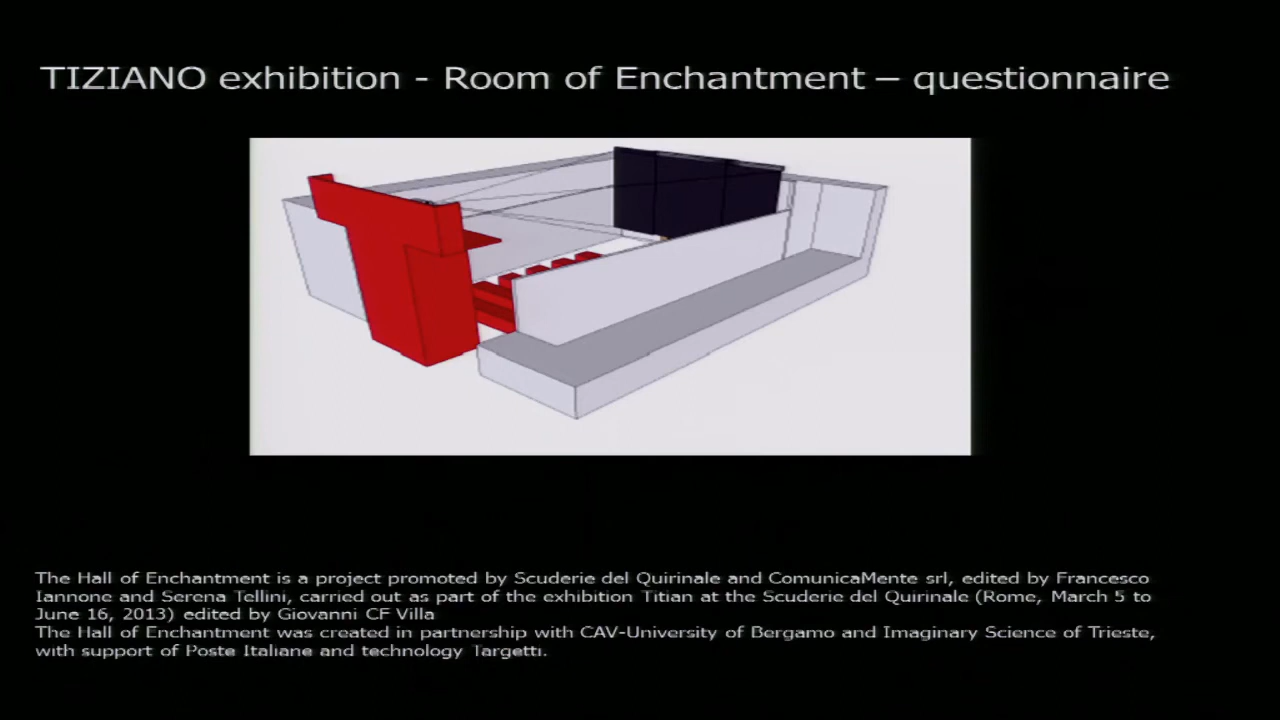 TIZIANO exhibition - Room of Enchantment – questionnaire
The Hall of Enchantment is a project promoted by Scuderie del Quirinale and ComunicaMente srl, edited by Francesco
Iannone and Serena Tellini, carried out as part of the exhibition Titian at the Scuderie del Quirinale (Rome, March 5 to
June 16, 2013) edited by Giovanni CF Villa
The Hall of Enchantment was created in partnership with CAV-University of Bergamo and Imaginary Science of Trieste,
with support of Poste Italiane and technology Targetti.